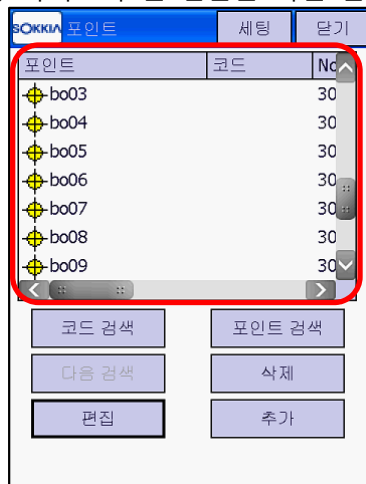 SOKKIA 포인트 세팅 닫기
포인트 코드
bo03 30
bo04 30
bo05 30
bo06 30
bo07 30
bo08 30
bo09 30
코드 검색 포인트 검색
다음 검색 삭제
편집 추가